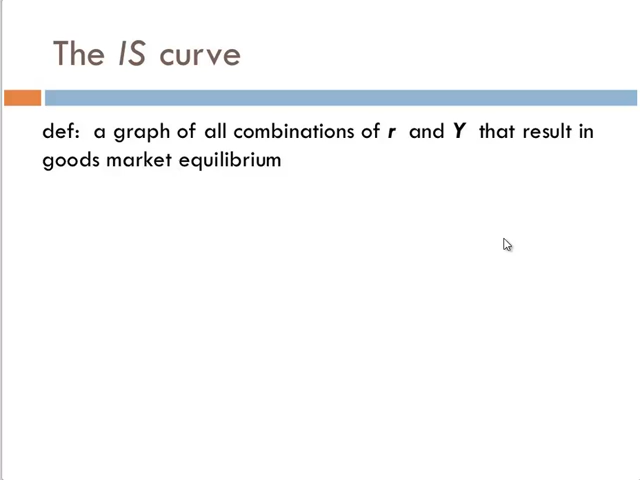 The IS curve
def: a graph of all combinations of r and Y that result in
goods market equilibrium